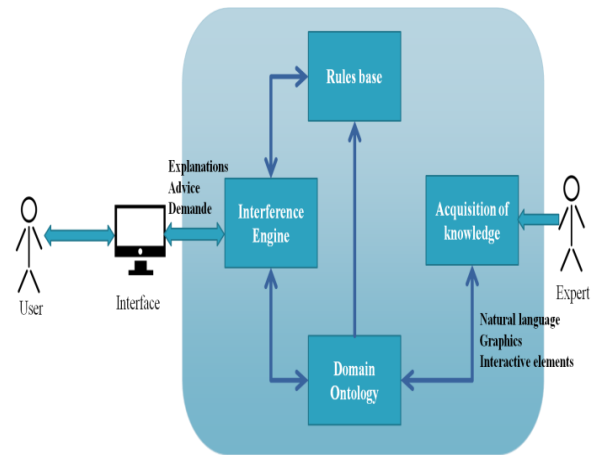 Rules base
Explanations
Advice
Demande
Interference
Engine
Acquisition of
knowledge
User
Interface
Expert
Natural language
Graphics
Interactive elements
Domain
Ontology